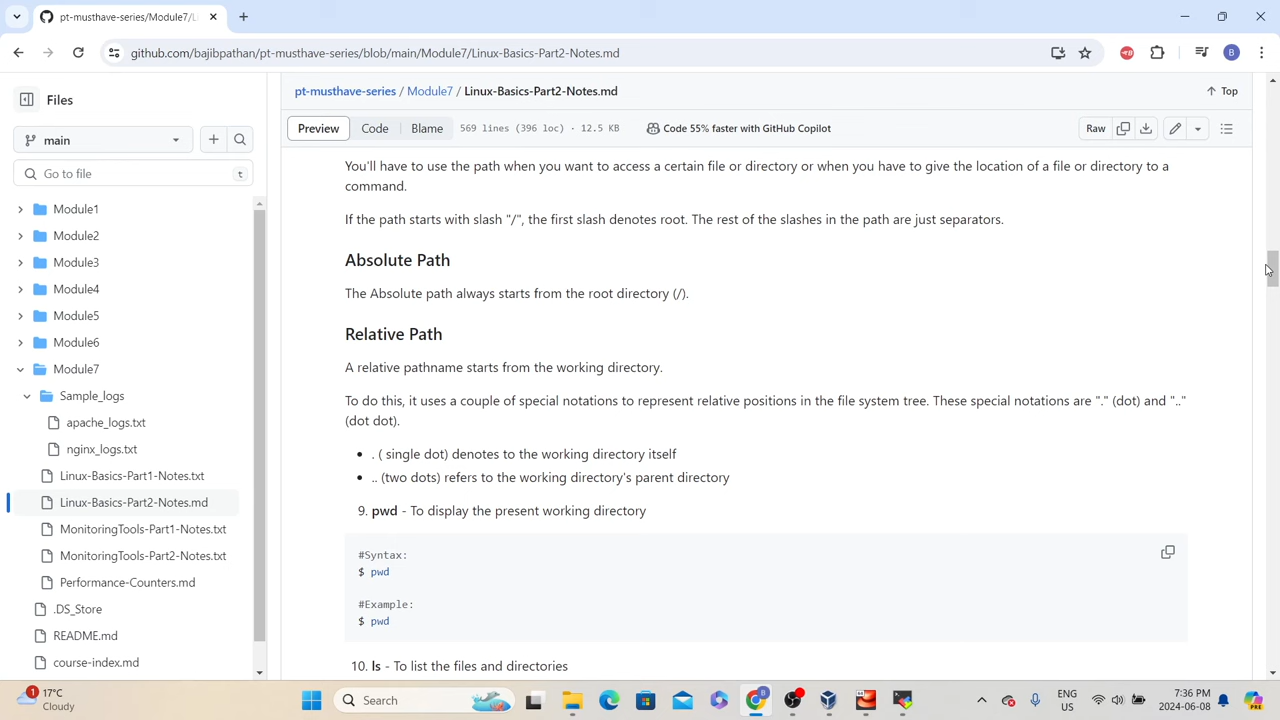 pt-musthave-series/Module7/Li
github.com/bajibpathan/pt-musthave-series/blob/main/Module7/Linux-Basics-Part2-Notes.md
B
Files
pt-musthave-series / Module7 / Linux-Basics-Part2-Notes.md
Top
main
Preview
Code
Blame
569 lines (396 loc) · 12.5 KB
Code 55% faster with GitHub Copilot
Raw
Go to file
t
Module1
Module2
Module3
Module4
Module5
Module6
Module7
Sample_logs
apache_logs.txt
nginx_logs.txt
Linux-Basics-Part1-Notes.txt
Linux-Basics-Part2-Notes.md
MonitoringTools-Part1-Notes.txt
MonitoringTools-Part2-Notes.txt
Performance-Counters.md
.DS_Store
README.md
course-index.md
You'll have to use the path when you want to access a certain file or directory or when you have to give the location of a file or directory to a
command.
If the path starts with slash "/", the first slash denotes root. The rest of the slashes in the path are just separators.
Absolute Path
The Absolute path always starts from the root directory (/).
Relative Path
A relative pathname starts from the working directory.
To do this, it uses a couple of special notations to represent relative positions in the file system tree. These special notations are "." (dot) and ".."
(dot dot).
• . ( single dot) denotes to the working directory itself
• .. (two dots) refers to the working directory's parent directory
9. pwd - To display the present working directory
#Syntax:
$ pwd
#Example:
$ pwd
10. ls - To list the files and directories
1
17°C
Cloudy
Search
B
ENG
US
7:36 PM
2024-06-08